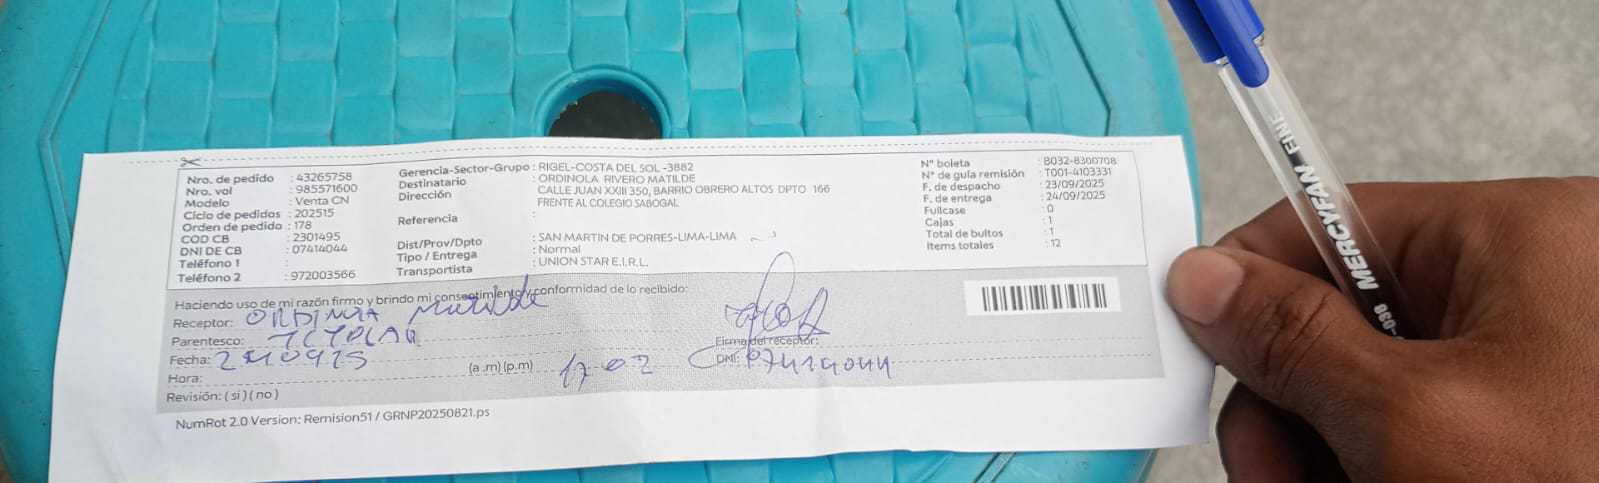 Nro. de pedido : 43265758
Nro. vol : 985571600
Modelo : Venta CN
Ciclo de pedidos : 202515
Orden de pedido : 178
COD CB : 2301495
DNI DE CB : 07414044
Teléfono 1 :
Teléfono 2 : 972003566
Gerencia-Sector-Grupo : RIGEL-COSTA DEL SOL -3882
Destinatario : ORDINOLA RIVERO MATILDE
Dirección : CALLE JUAN XXIII 350, BARRIO OBRERO ALTOS DPTO 166
FRENTE AL COLEGIO SABOGAL
Referencia :
Dist/Prov/Dpto : SAN MARTIN DE PORRES-LIMA-LIMA
Tipo / Entrega : Normal
Transportista : UNION STAR E.I.R.L.
N° boleta : B032-8300708
N° de guía remisión : T001-4103331
F. de despacho : 23/09/2025
F. de entrega : 24/09/2025
Fullcase : 0
Cajas : 1
Total de bultos : 1
Items totales : 12
Haciendo uso de mi razón firmo y brindo mi consentimiento y conformidad de lo recibido:
Receptor:
Parentesco:
Fecha:
Hora: (a .m) (p.m) 17 02
Revisión: ( si ) ( no )
Firma del receptor:
DNI: 07414044
NumRot 2.0 Version: Remision51 / GRNP20250821.ps
MERCYFAN FINE